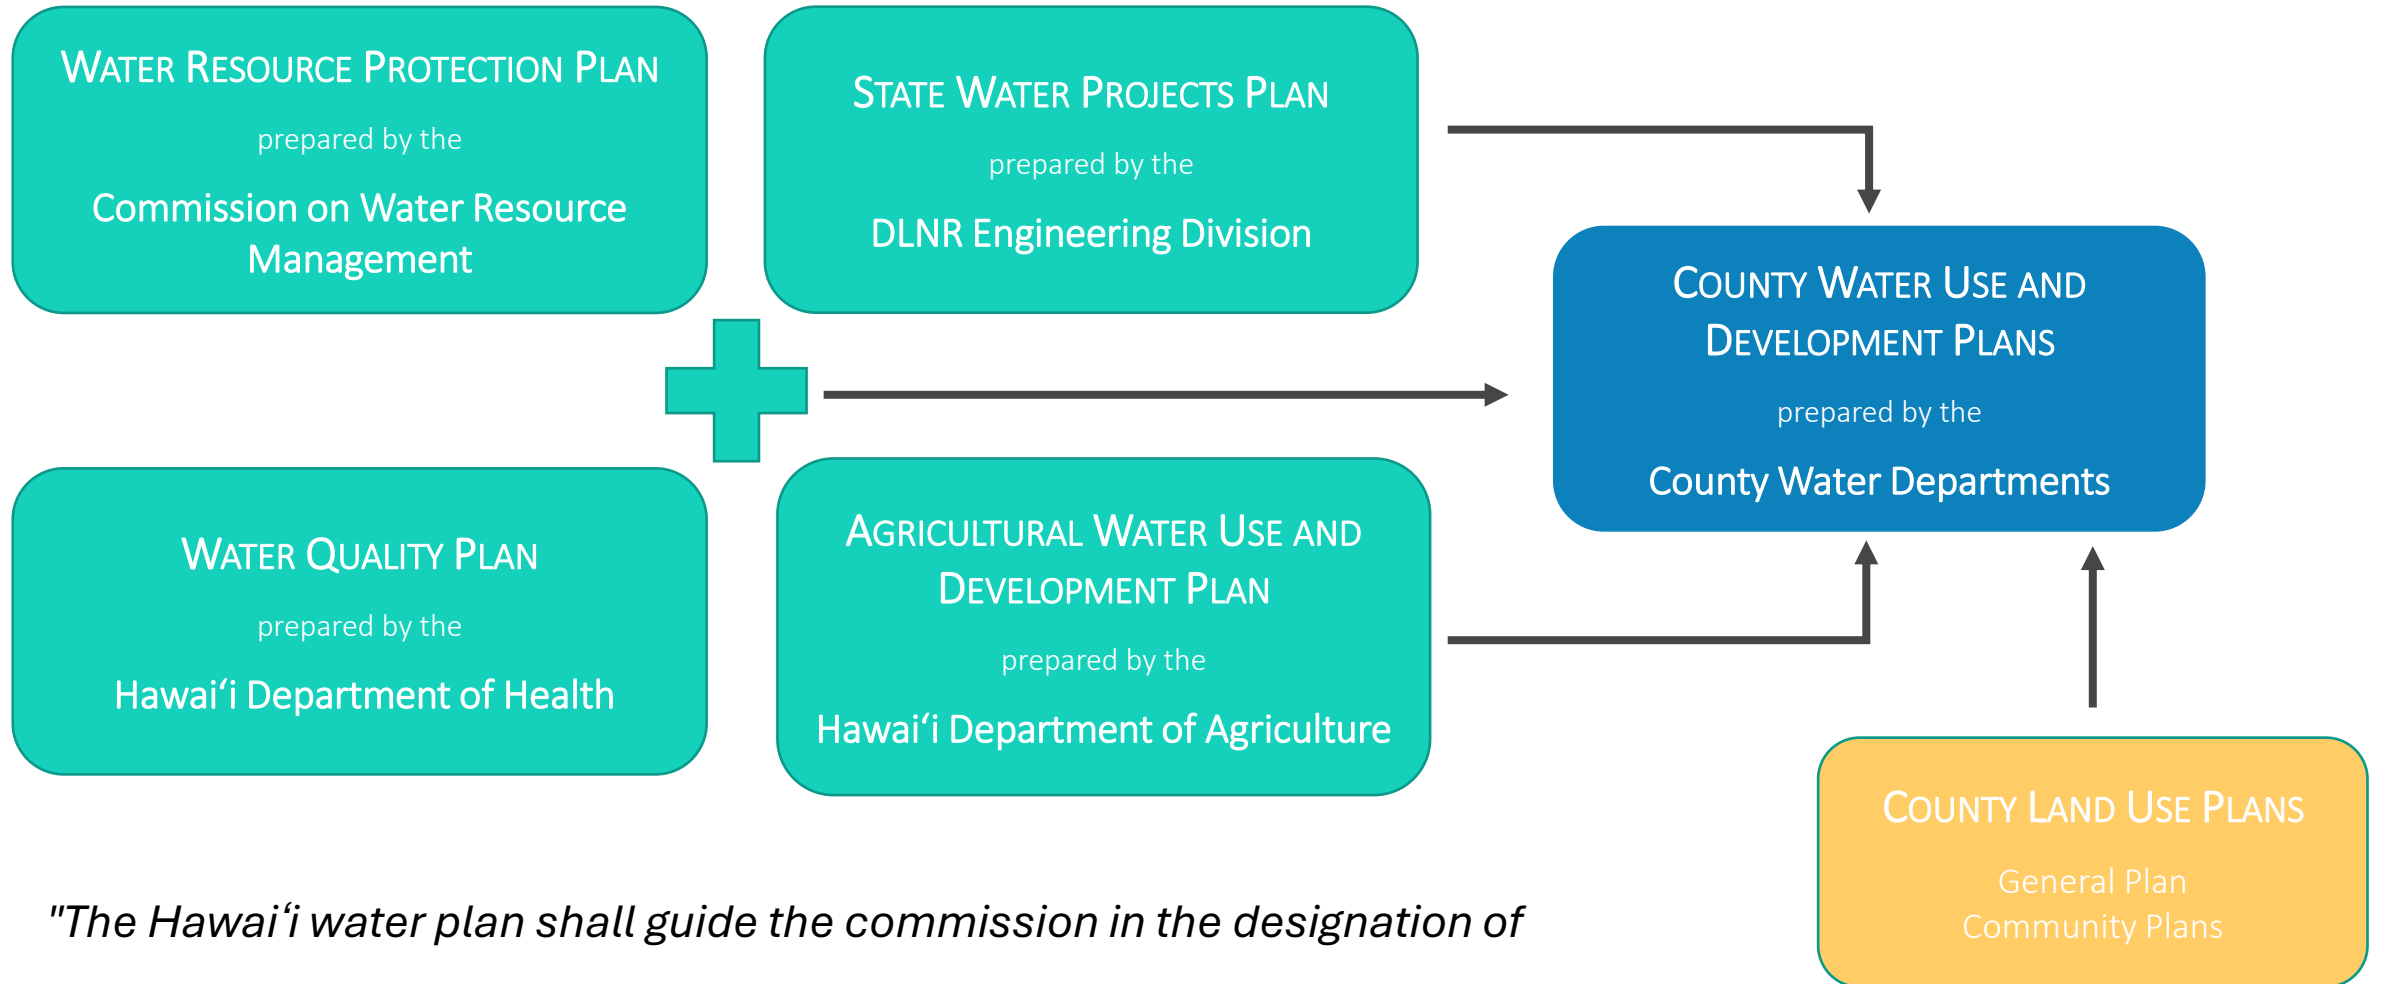 WATER RESOURCE PROTECTION PLAN
prepared by the
Commission on Water Resource
Management
STATE WATER PROJECTS PLAN
prepared by the
DLNR Engineering Division
COUNTY WATER USE AND
DEVELOPMENT PLANS
prepared by the
County Water Departments
WATER QUALITY PLAN
prepared by the
Hawaiʻi Department of Health
AGRICULTURAL WATER USE AND
DEVELOPMENT PLAN
prepared by the
Hawaiʻi Department of Agriculture
COUNTY LAND USE PLANS
General Plan
Community Plans
"The Hawaiʻi water plan shall guide the commission in the designation of